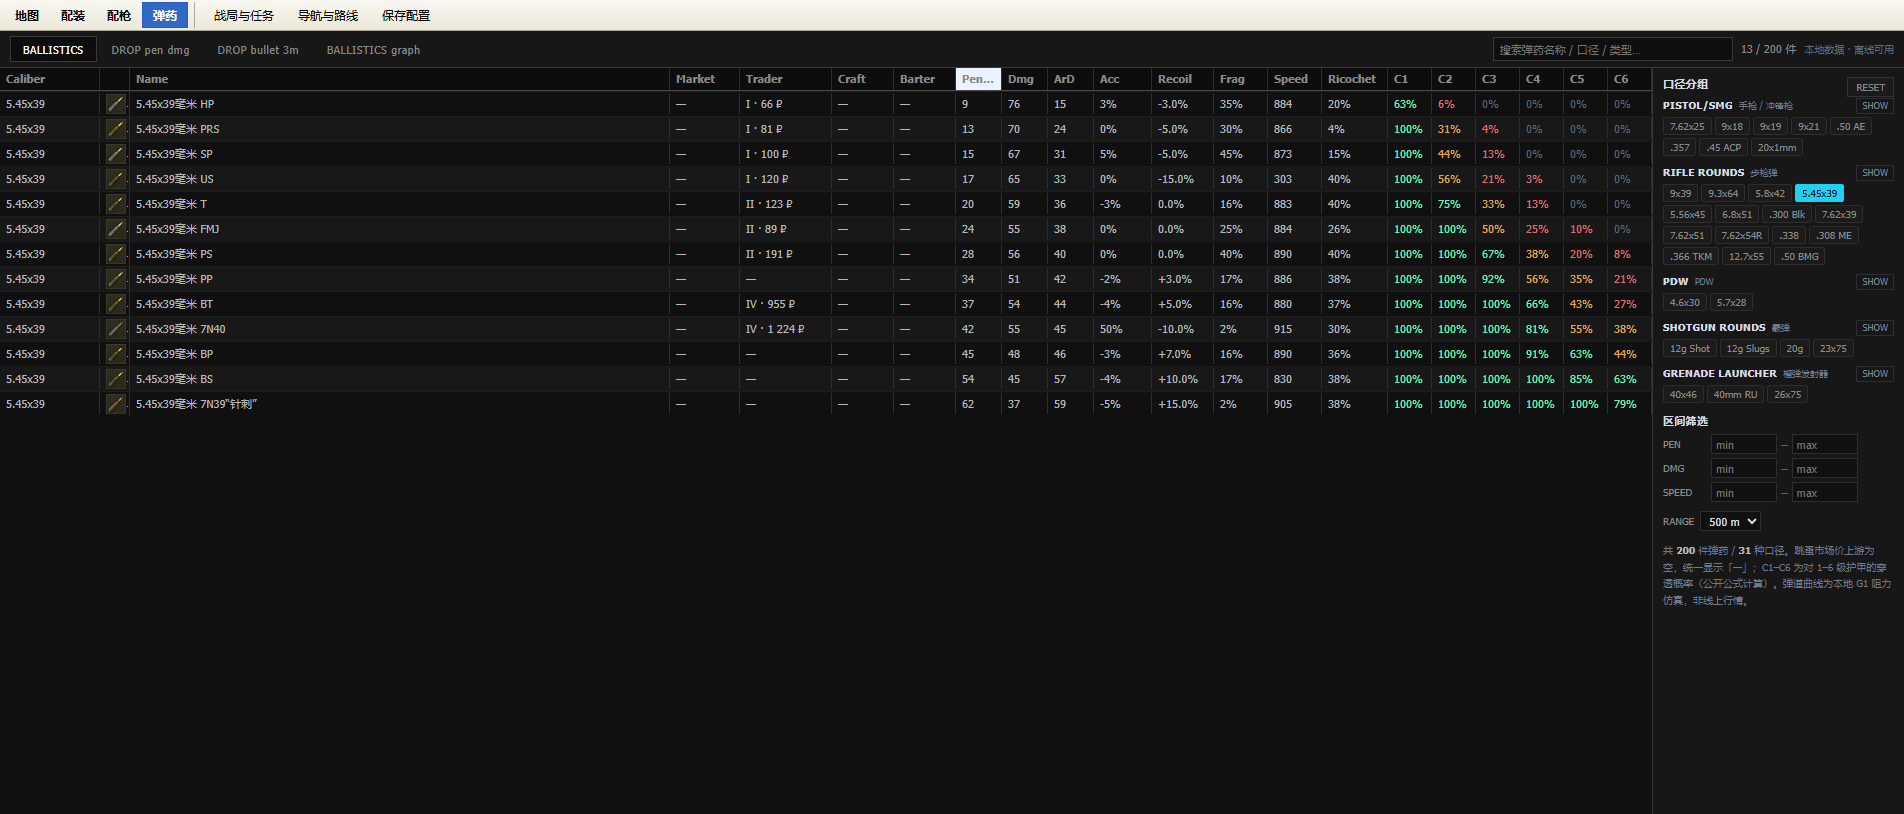 地图 配装 配枪 弹药 战局与任务 导航与路线 保存配置
BALLISTICS DROP pen dmg DROP bullet 3m BALLISTICS graph 搜索弹药名称 / 口径 / 类型... 13 / 200 件 本地数据 · 离线可用
Caliber Name Market Trader Craft Barter Pen... Dmg ArD Acc Recoil Frag Speed Ricochet C1 C2 C3 C4 C5 C6
5.45x39 5.45x39毫米 HP — I · 66 ₽ — — 9 76 15 3% -3.0% 35% 884 20% 63% 6% 0% 0% 0% 0%
5.45x39 5.45x39毫米 PRS — I · 81 ₽ — — 13 70 24 0% -5.0% 30% 866 4% 100% 31% 4% 0% 0% 0%
5.45x39 5.45x39毫米 SP — I · 100 ₽ — — 15 67 31 5% -5.0% 45% 873 15% 100% 44% 13% 0% 0% 0%
5.45x39 5.45x39毫米 US — I · 120 ₽ — — 17 65 33 0% -15.0% 10% 303 40% 100% 56% 21% 3% 0% 0%
5.45x39 5.45x39毫米 T — II · 123 ₽ — — 20 59 36 -3% 0.0% 16% 883 40% 100% 75% 33% 13% 0% 0%
5.45x39 5.45x39毫米 FMJ — II · 89 ₽ — — 24 55 38 0% 0.0% 25% 884 26% 100% 100% 50% 25% 10% 0%
5.45x39 5.45x39毫米 PS — II · 191 ₽ — — 28 56 40 0% 0.0% 40% 890 40% 100% 100% 67% 38% 20% 8%
5.45x39 5.45x39毫米 PP — — — — 34 51 42 -2% +3.0% 17% 886 38% 100% 100% 92% 56% 35% 21%
5.45x39 5.45x39毫米 BT — IV · 955 ₽ — — 37 54 44 -4% +5.0% 16% 880 37% 100% 100% 100% 66% 43% 27%
5.45x39 5.45x39毫米 7N40 — IV · 1 224 ₽ — — 42 55 45 50% -10.0% 2% 915 30% 100% 100% 100% 81% 55% 38%
5.45x39 5.45x39毫米 BP — — — — 45 48 46 -3% +7.0% 16% 890 36% 100% 100% 100% 91% 63% 44%
5.45x39 5.45x39毫米 BS — — — — 54 45 57 -4% +10.0% 17% 830 38% 100% 100% 100% 100% 85% 63%
5.45x39 5.45x39毫米 7N39“针刺” — — — — 62 37 59 -5% +15.0% 2% 905 38% 100% 100% 100% 100% 100% 79%
口径分组 RESET
PISTOL/SMG 手枪 / 冲锋枪 SHOW
7.62x25 9x18 9x19 9x21 .50 AE
.357 .45 ACP 20x1mm
RIFLE ROUNDS 步枪弹 SHOW
9x39 9.3x64 5.8x42 5.45x39
5.56x45 6.8x51 .300 Blk 7.62x39
7.62x51 7.62x54R .338 .308 ME
.366 TKM 12.7x55 .50 BMG
PDW PDW SHOW
4.6x30 5.7x28
SHOTGUN ROUNDS 霰弹 SHOW
12g Shot 12g Slugs 20g 23x75
GRENADE LAUNCHER 榴弹发射器 SHOW
40x46 40mm RU 26x75
区间筛选
PEN min — max
DMG min — max
SPEED min — max
RANGE 500 m
共 200 件弹药 / 31 种口径。跳蚤市场价上游为
空，统一显示「—」；C1–C6 为对 1–6 级护甲的穿
透概率（公开公式计算）。弹道曲线为本地 G1 阻力
仿真，非线上行情。